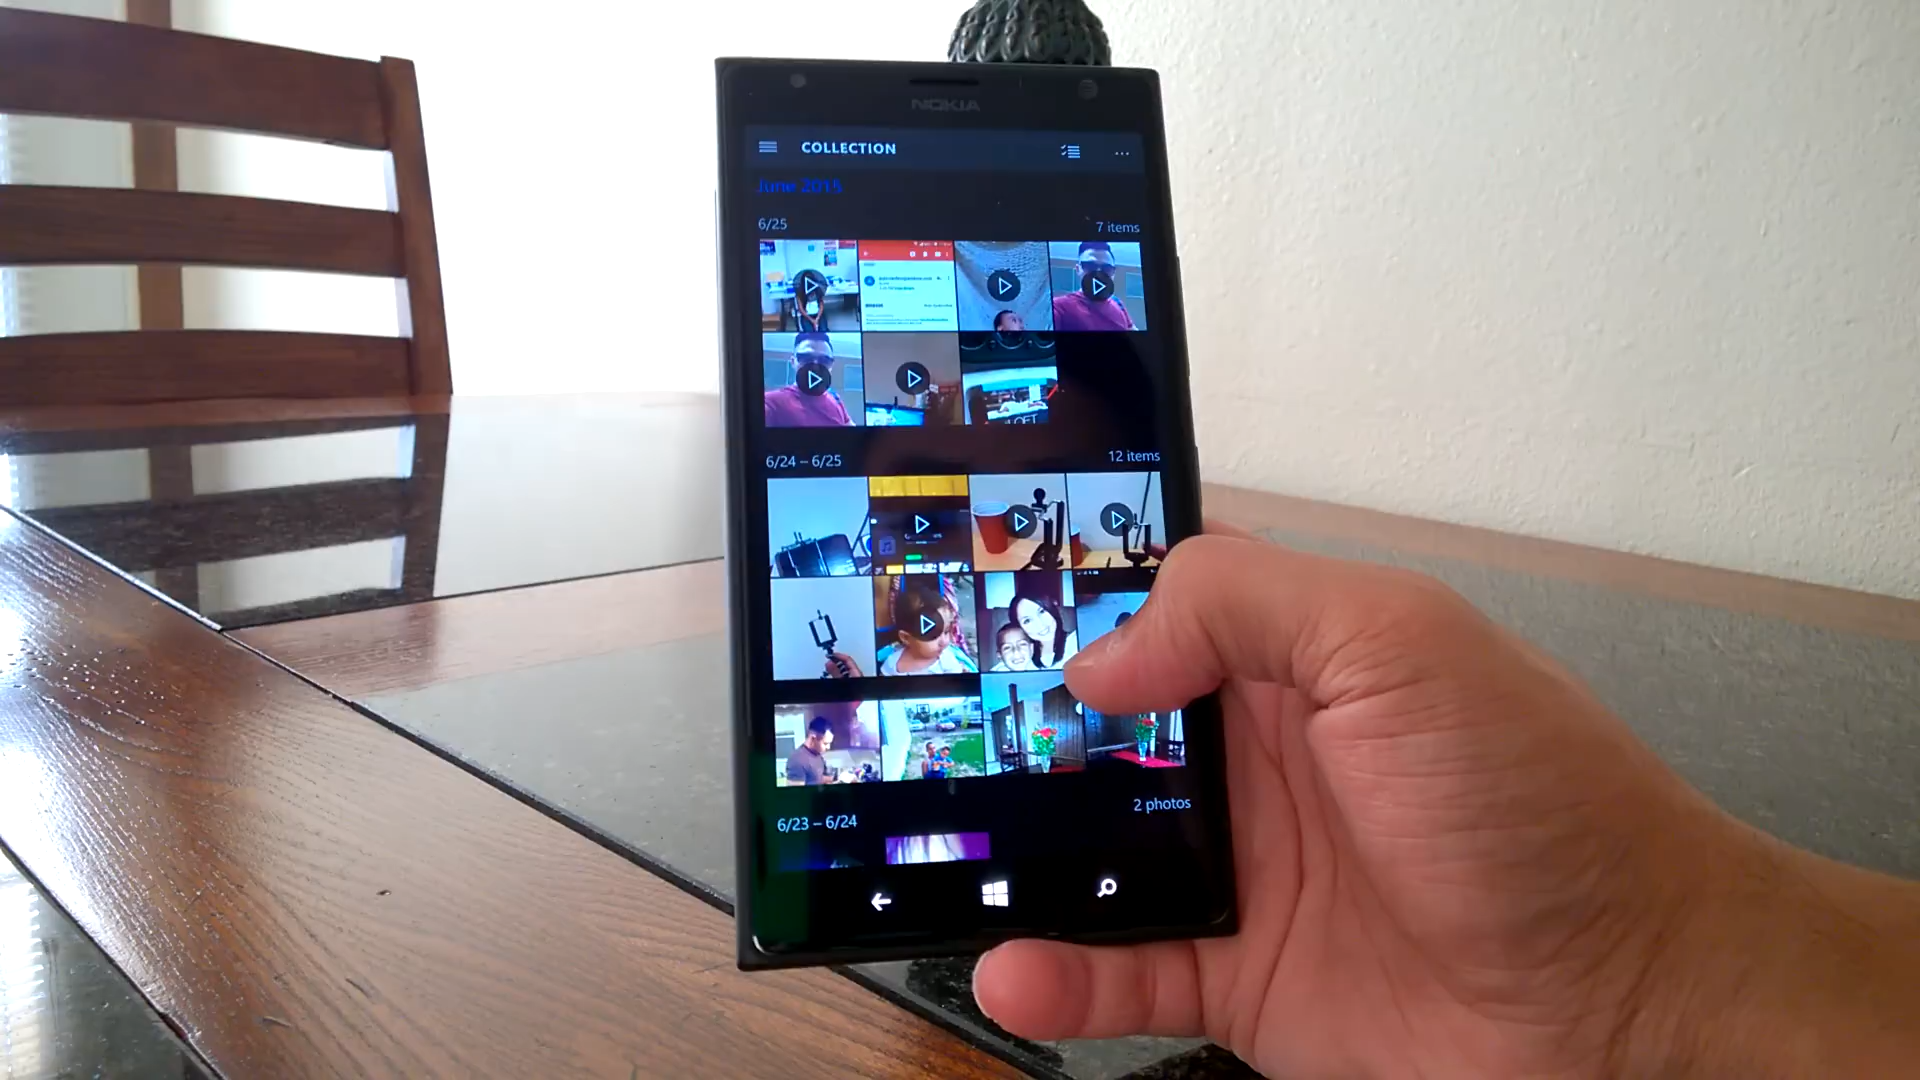 NOKIA
COLLECTION
June 2015
6/25
7 items
6/24 – 6/25
12 items
6/23 – 6/24
2 photos